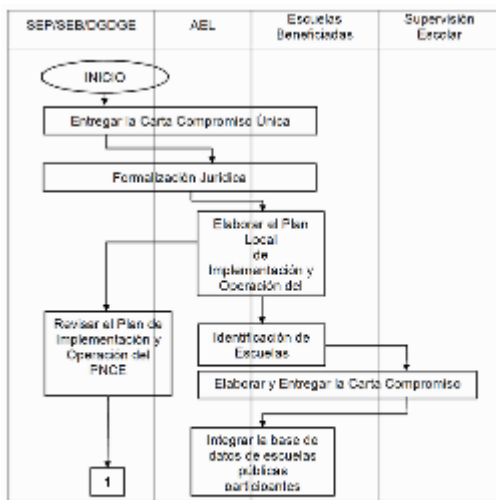 SEP/SEB/DGDGE
AEL
Escuelas
Beneficiadas
Supervisión
Escolar
INICIO
Entregar la Carta Compromiso Única
Formalización Jurídica
Elaborar el Plan
Local
de
Implementación y
Operación del
Revisar el Plan de
Implementación y
Operación del
PNCE
Identificación de
Escuelas
Elaborar y Entregar la Carta Compromiso
Integrar la base de
datos de escuelas
públicas
participantes
1